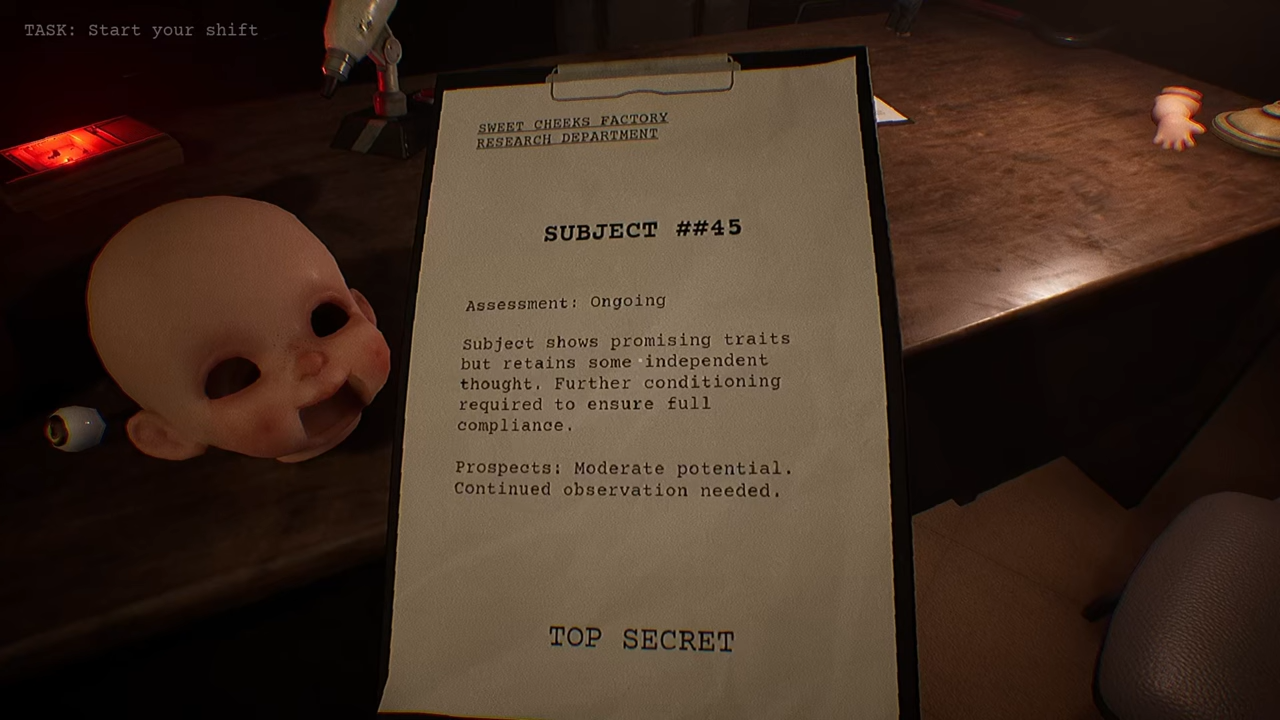 TASK: Start your shift
SWEET CHEEKS FACTORY
RESEARCH DEPARTMENT
SUBJECT ##45
Assessment: Ongoing
Subject shows promising traits
but retains some independent
thought. Further conditioning
required to ensure full
compliance.
Prospects: Moderate potential.
Continued observation needed.
TOP SECRET